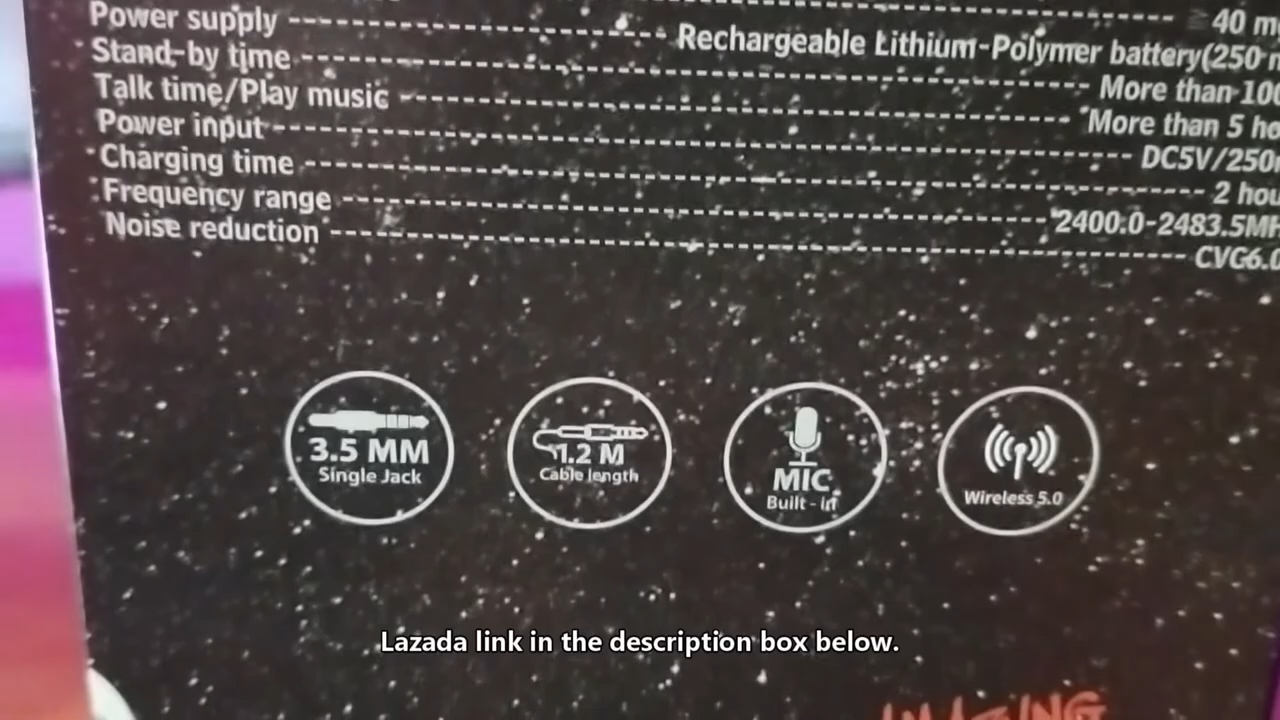 40 m
Power supply Rechargeable Lithium-Polymer battery(250
Stand-by time More than 100
Talk time/Play music More than 5 ho
Power input DC5V/250
Charging time 2 hou
Frequency range 2400.0-2483.5MH
Noise reduction CVC6.0
3.5 MM
Single Jack
1.2 M
Cable length
MIC
Built - in
Wireless 5.0
Lazada link in the description box below.
AMAZING